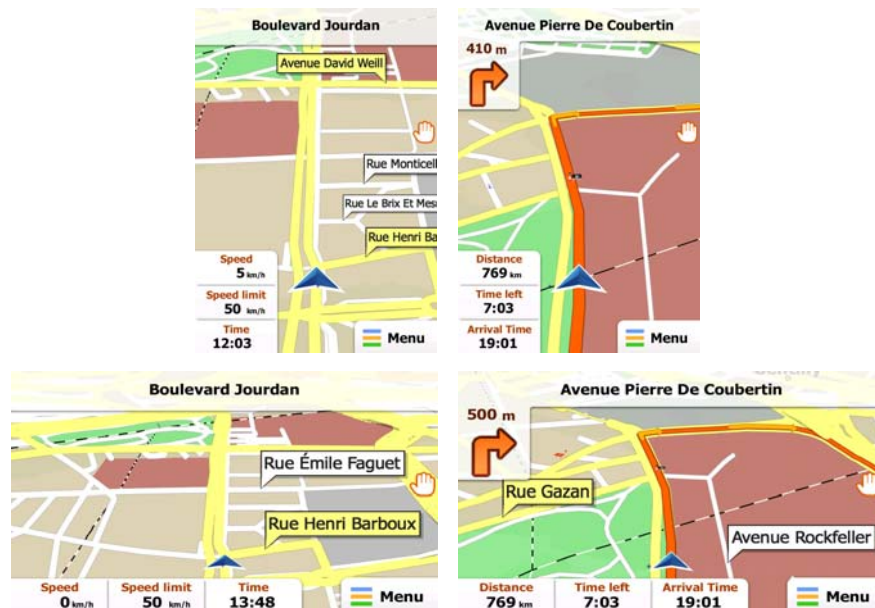 Boulevard Jourdan
Avenue David Weill
Rue Monticell
Rue Le Brix Et Mes
Rue Henri Ba
Speed
5 km/h
Speed limit
50 km/h
Time
12:03
Menu
Avenue Pierre De Coubertin
410 m
Distance
769 km
Time left
7:03
Arrival Time
19:01
Menu
Boulevard Jourdan
Rue Émile Faguet
Rue Henri Barboux
Speed
0 km/h
Speed limit
50 km/h
Time
13:48
Menu
Avenue Pierre De Coubertin
500 m
Rue Gazan
Avenue Rockfeller
Distance
769 km
Time left
7:03
Arrival Time
19:01
Menu